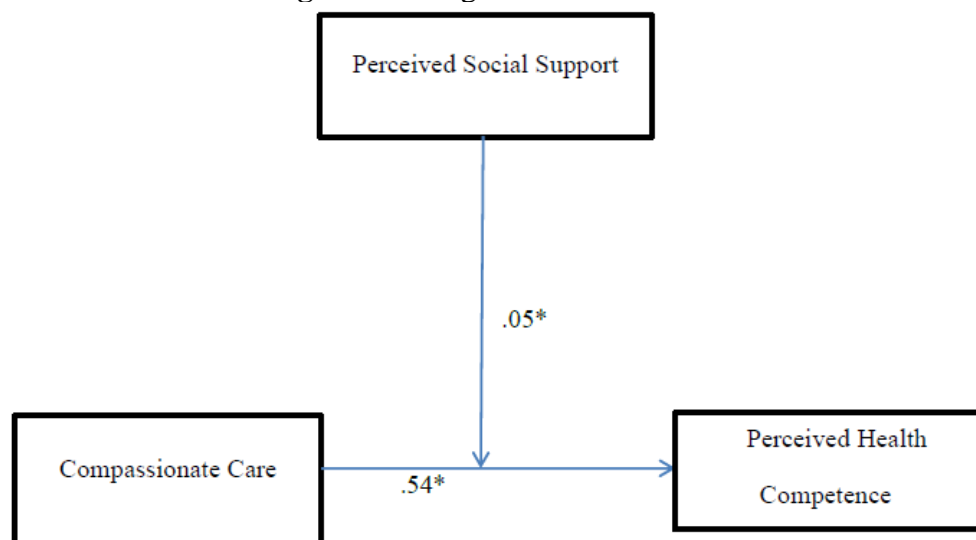 Perceived Social Support
.05*
Compassionate Care
.54*
Perceived Health
Competence